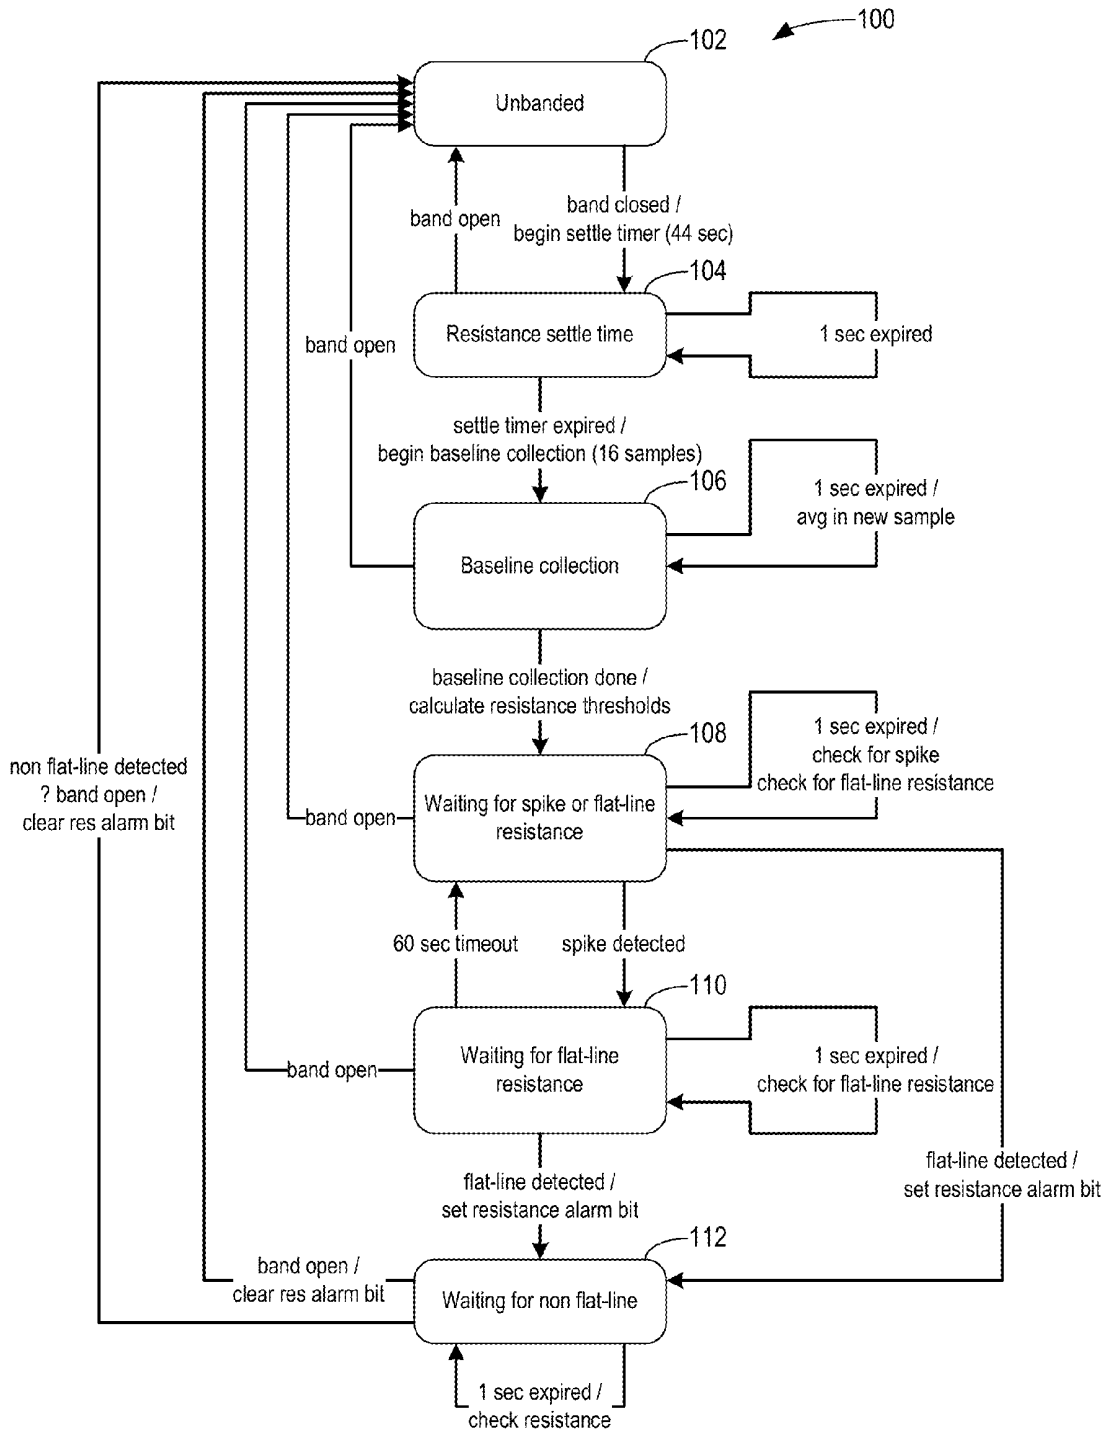 100
102
Unbanded
band open
band closed /
begin settle timer (44 sec)
104
Resistance settle time
1 sec expired
band open
settle timer expired /
begin baseline collection (16 samples)
106
Baseline collection
1 sec expired /
avg in new sample
baseline collection done /
calculate resistance thresholds
108
Waiting for spike or flat-line
resistance
1 sec expired /
check for spike
check for flat-line resistance
non flat-line detected
? band open /
clear res alarm bit
band open
60 sec timeout
spike detected
110
Waiting for flat-line
resistance
1 sec expired /
check for flat-line resistance
band open
flat-line detected /
set resistance alarm bit
flat-line detected /
set resistance alarm bit
112
Waiting for non flat-line
band open /
clear res alarm bit
1 sec expired /
check resistance